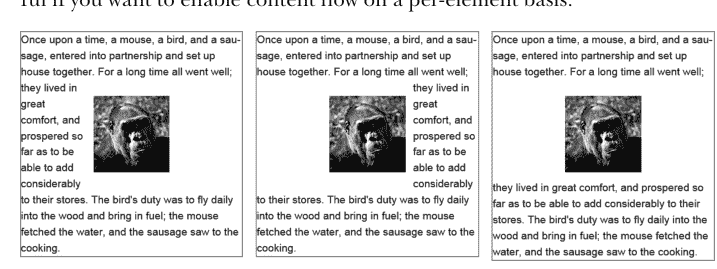 ful if you want to enable content flow on a per-element basis.
Once upon a time, a mouse, a bird, and a sau-
sage, entered into partnership and set up
house together. For a long time all went well;
they lived in
great
comfort, and
prospered so
far as to be
able to add
considerably
to their stores. The bird's duty was to fly daily
into the wood and bring in fuel; the mouse
fetched the water, and the sausage saw to the
cooking.
Once upon a time, a mouse, a bird, and a sau-
sage, entered into partnership and set up
house together. For a long time all went well;
they lived in
great
comfort, and
prospered so
far as to be
able to add
considerably
to their stores. The bird's duty was to fly daily
into the wood and bring in fuel; the mouse
fetched the water, and the sausage saw to the
cooking.
Once upon a time, a mouse, a bird, and a sau-
sage, entered into partnership and set up
house together. For a long time all went well;
they lived in great comfort, and prospered so
far as to be able to add considerably to their
stores. The bird's duty was to fly daily into the
wood and bring in fuel; the mouse fetched the
water, and the sausage saw to the cooking.